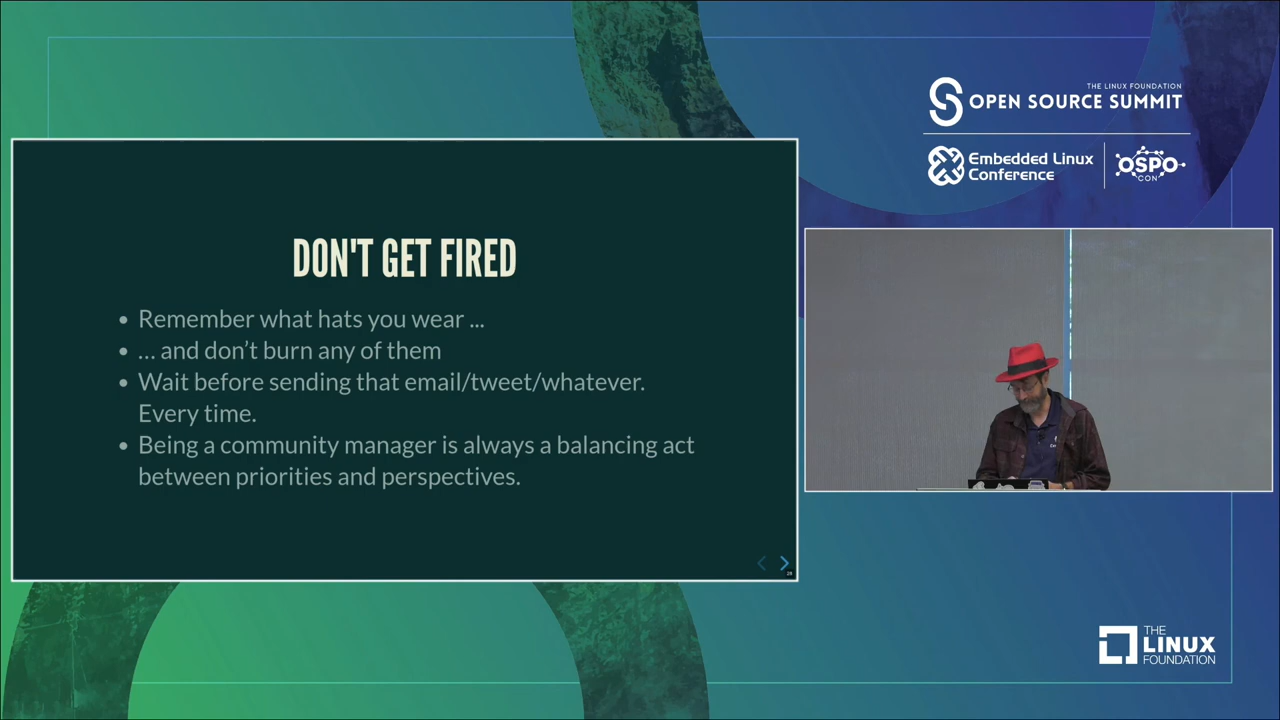 THE LINUX FOUNDATION
OPEN SOURCE SUMMIT
Embedded Linux
Conference
OSPO
CON
DON'T GET FIRED
• Remember what hats you wear ...
• … and don’t burn any of them
• Wait before sending that email/tweet/whatever.
Every time.
• Being a community manager is always a balancing act
between priorities and perspectives.
THE
LINUX
FOUNDATION